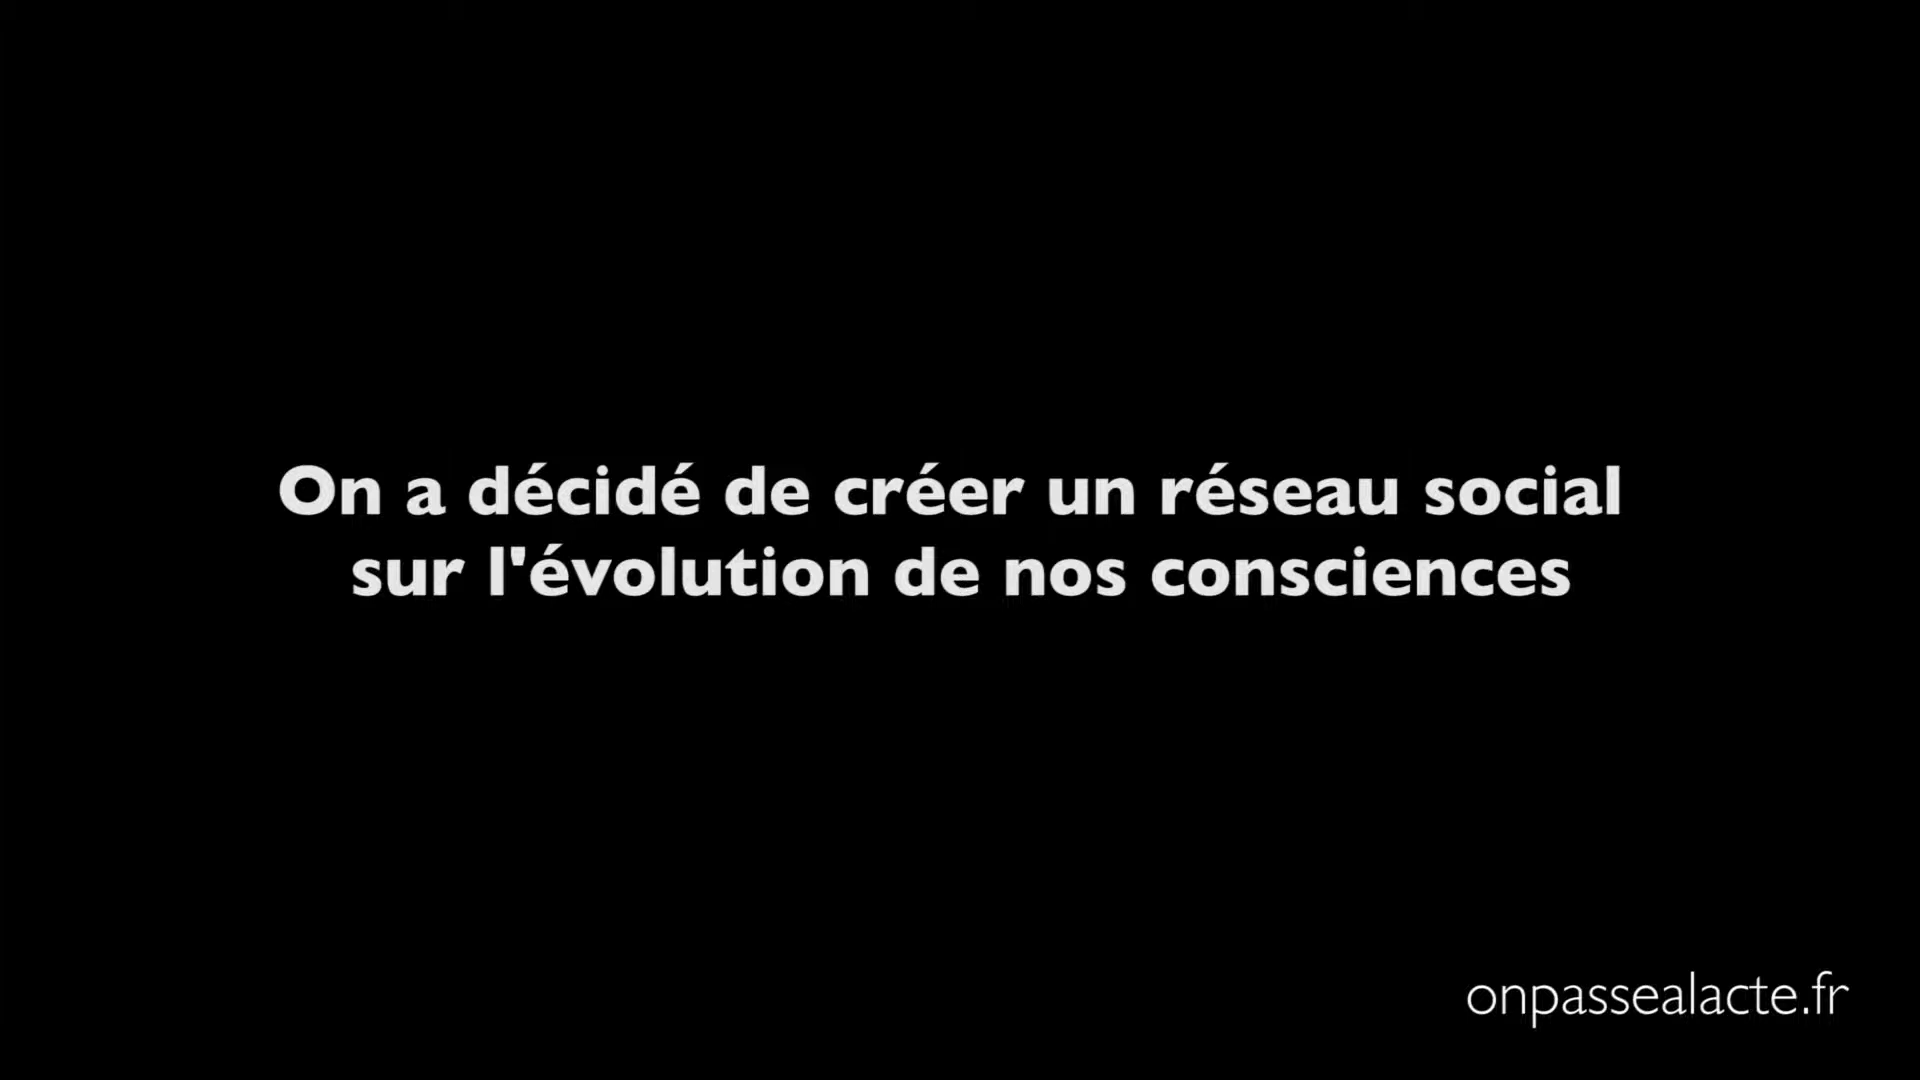 On a décidé de créer un réseau social
sur l'évolution de nos consciences
onpassealacte.fr